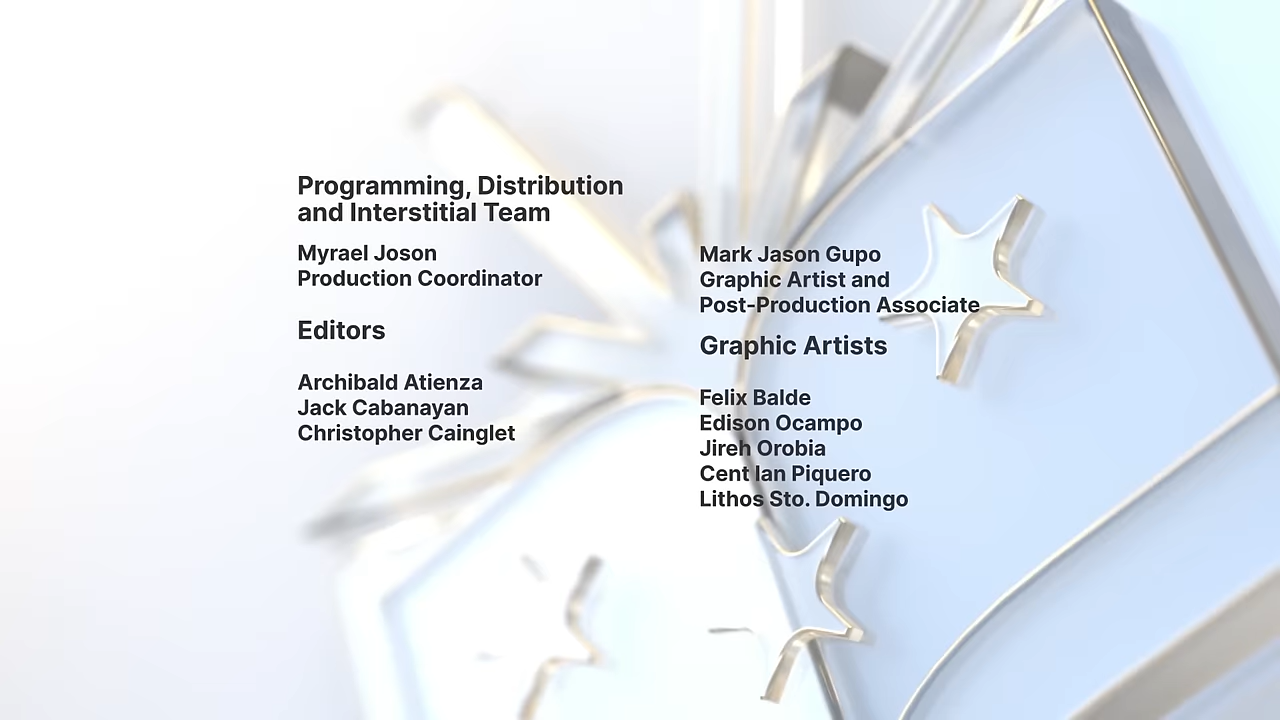 Programming, Distribution
and Interstitial Team
Myrael Joson
Production Coordinator
Editors
Archibald Atienza
Jack Cabanayan
Christopher Cainglet
Mark Jason Gupo
Graphic Artist and
Post-Production Associate
Graphic Artists
Felix Balde
Edison Ocampo
Jireh Orobia
Cent Ian Piquero
Lithos Sto. Domingo